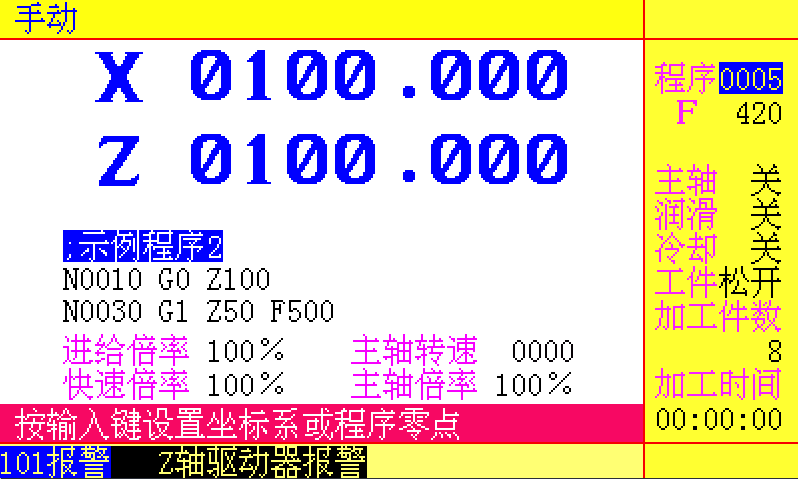 手动
X 0100.000
Z 0100.000
;示例程序2
N0010 G0 Z100
N0030 G1 Z50 F500
进给倍率 100% 主轴转速 0000
快速倍率 100% 主轴倍率 100%
按输入键设置坐标系或程序零点
101报警 Z轴驱动器报警
程序0005
F 420
主轴 关
润滑 关
冷却 关
工件松开
加工件数
8
加工时间
00:00:00